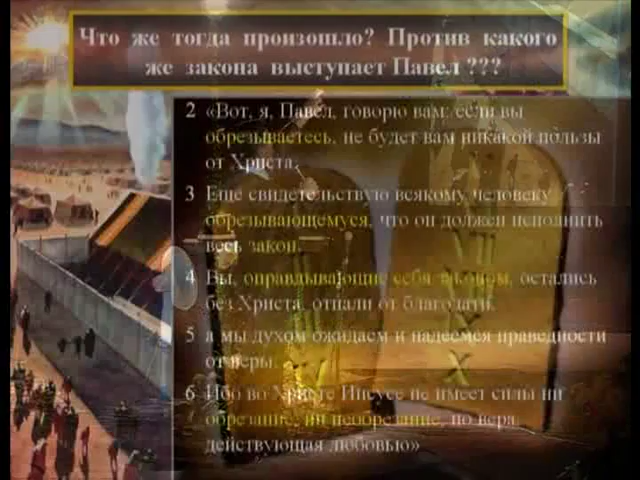 Что же тогда произошло? Против какого
же закона выступает Павел ???
2 «Вот, я, Павел, говорю вам: если вы
обрезываетесь, не будет вам никакой пользы
от Христа.
3 Еще свидетельствую всякому человеку
обрезывающемуся, что он должен исполнить
весь закон.
4 Вы, оправдывающие себя законом, остались
без Христа, отпали от благодати,
5 а мы духом ожидаем и надеемся праведности
от веры.
6 Ибо во Христе Иисусе не имеет силы ни
обрезание, ни необрезание, но вера,
действующая любовью»
VII
X